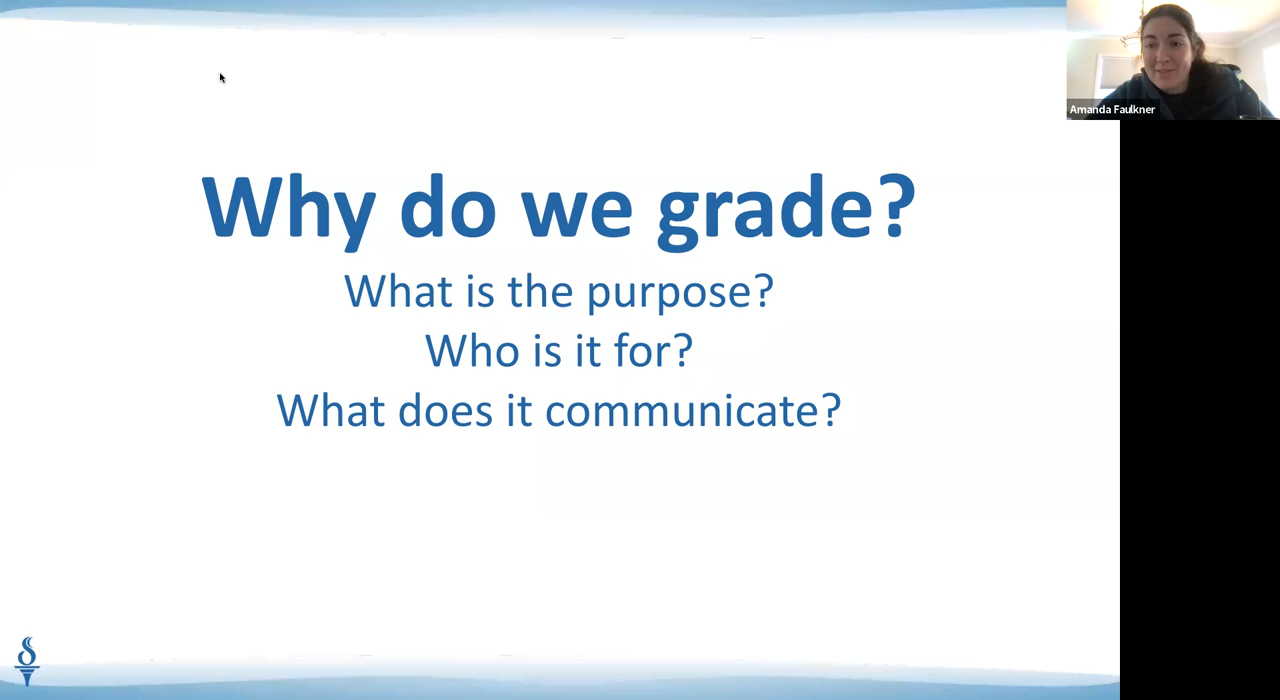 Why do we grade?
What is the purpose?
Who is it for?
What does it communicate?
Amanda Faulkner